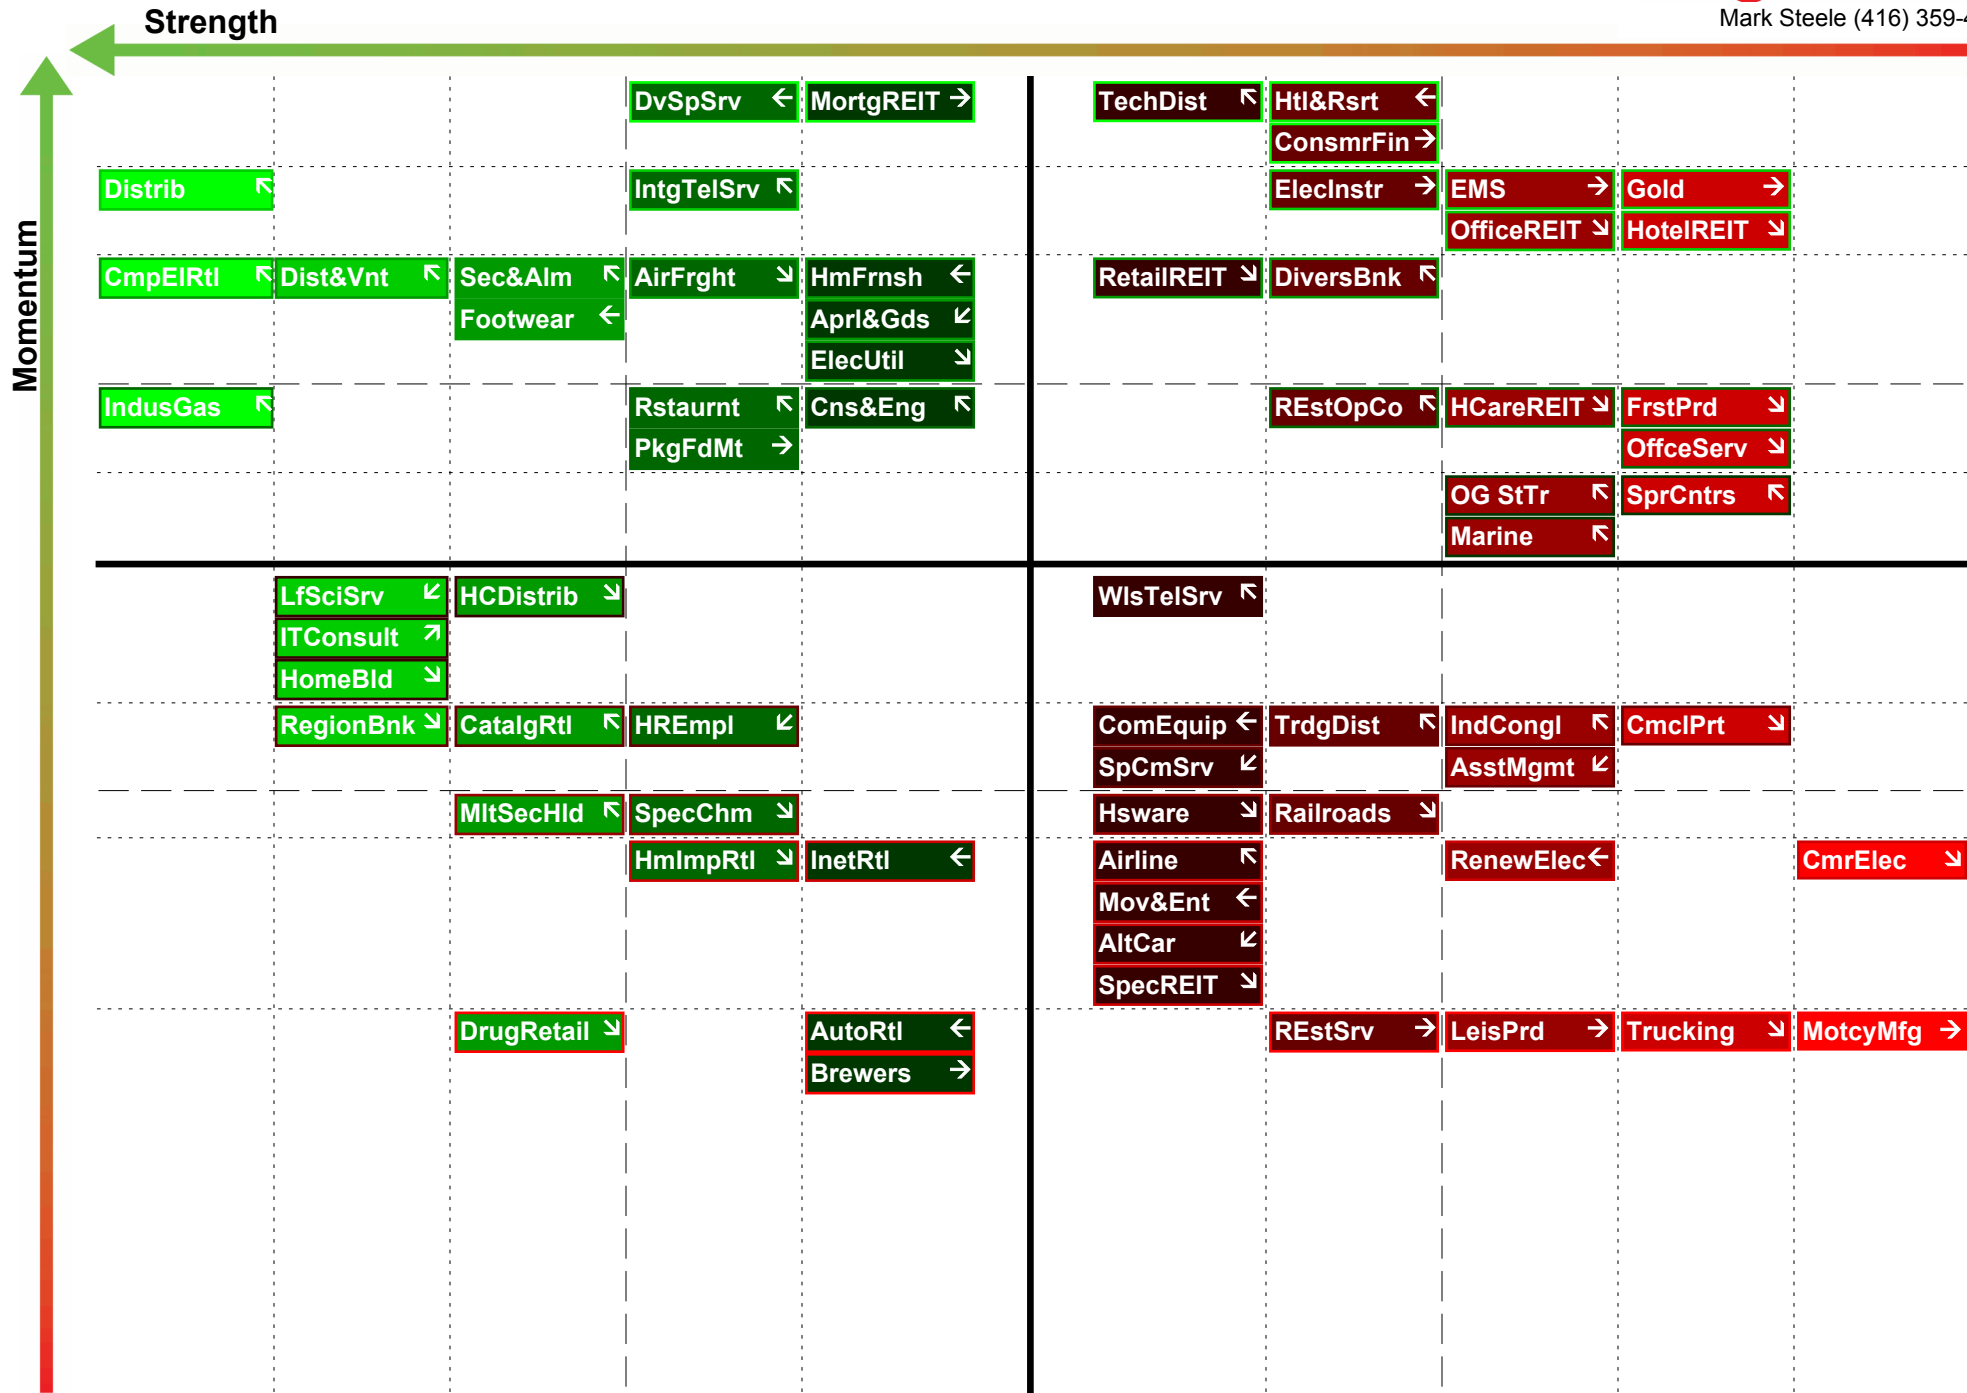 Strength
Mark Steele (416) 359-4
Momentum
DvSpSrv ← MortgREIT → TechDist ↖ Htl&Rsrt ←
ConsmrFin →
Distrib ↖ IntgTelSrv ↖ ElecInstr → EMS → Gold →
OfficeREIT ↘ HotelREIT ↘
CmpElRtl ↖ Dist&Vnt ↖ Sec&Alm ↖ AirFrght ↘ HmFrnsh ← RetailREIT ↘ DiversBnk ↖
Footwear ← Aprl&Gds ↙
ElecUtil ↘
IndusGas ↖ Rstaurnt ↖ Cns&Eng ↖ REstOpCo ↖ HCareREIT ↘ FrstPrd ↘
PkgFdMt → OffceServ ↘
OG StTr ↖ SprCntrs ↖
Marine ↖
LfSciSrv ↙ HCDistrib ↘ WlsTelSrv ↖
ITConsult ↗
HomeBld ↘
RegionBnk ↘ CatalgRtl ↖ HREmpl ↙ ComEquip ← TrdgDist ↖ IndCongl ↖ CmclPrt ↘
SpCmSrv ↙ AsstMgmt ↙
MltSecHld ↖ SpecChm ↘ Hsware ↘ Railroads ↘
HmImpRtl ↘ InetRtl ← Airline ↖ RenewElec ← CmrElec ↘
Mov&Ent ←
AltCar ↙
SpecREIT ↘
DrugRetail ↘ AutoRtl ← REstSrv → LeisPrd → Trucking ↘ MotcyMfg →
Brewers →